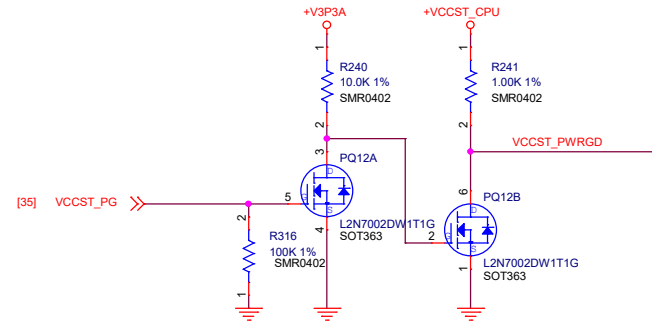 +V3P3A
+VCCST_CPU
1
1
R240
10.0K 1%
SMR0402
R241
1.00K 1%
SMR0402
2
2
VCCST_PWRGD
3
PQ12A
D
G
S
[35] VCCST_PG
5
6
PQ12B
D
G
S
4
L2N7002DW1T1G
SOT363
2
2
R316
100K 1%
SMR0402
1
1
L2N7002DW1T1G
SOT363